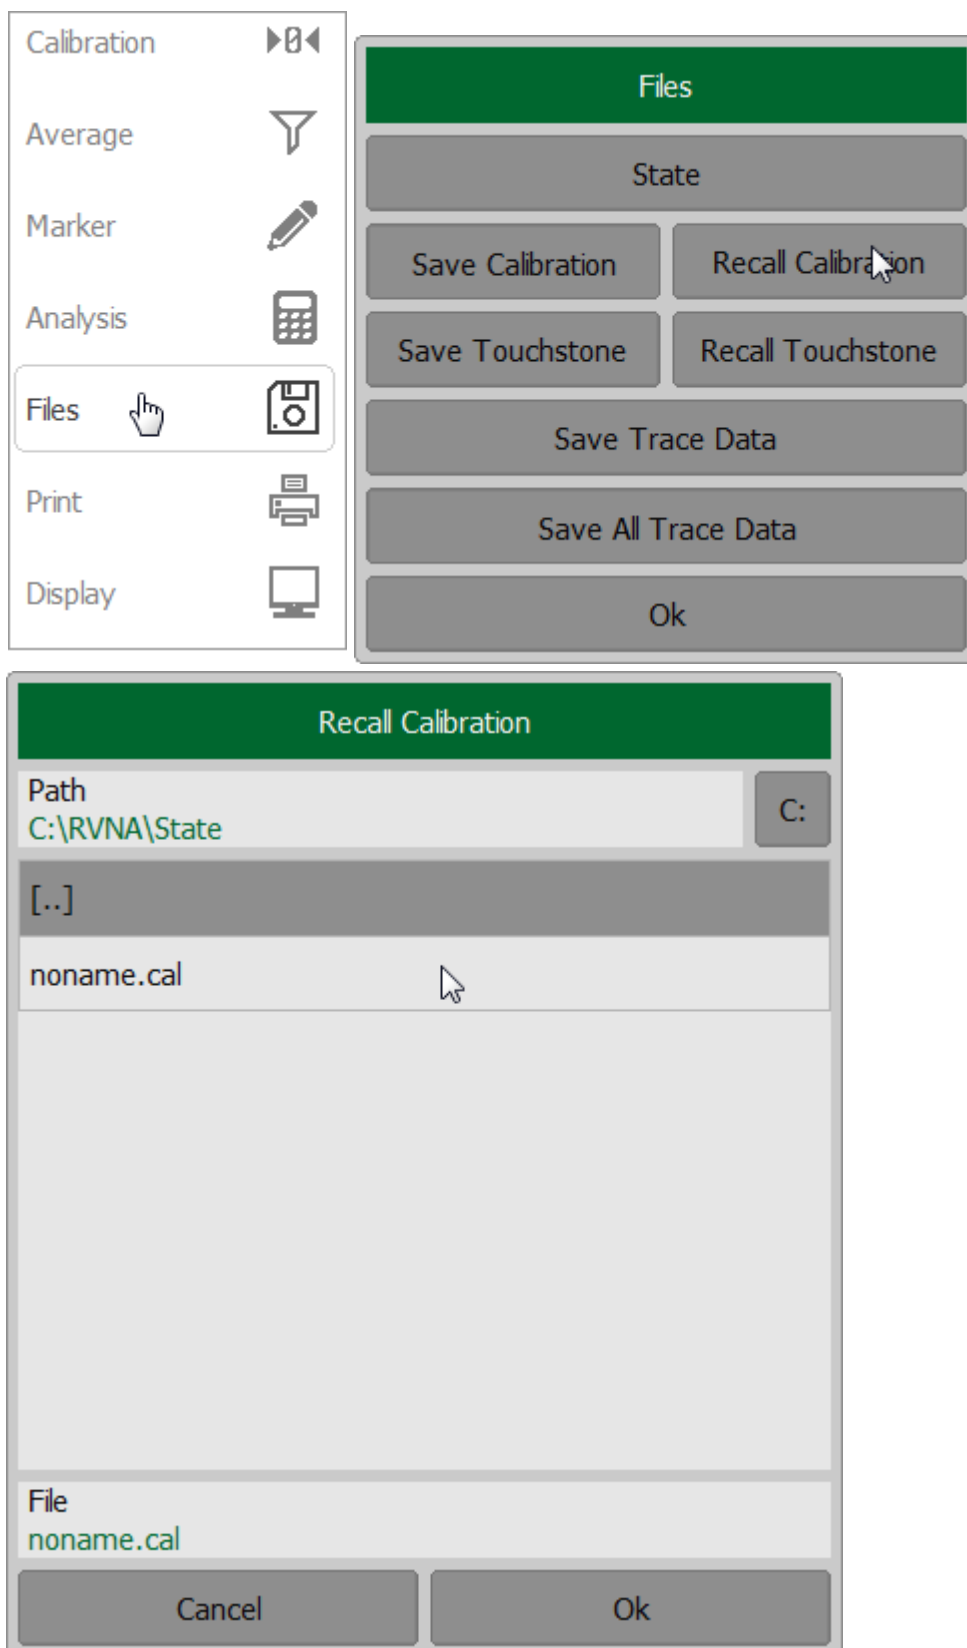 Calibration
Average
Marker
Analysis
Files
Print
Display
Files
State
Save Calibration
Recall Calibration
Save Touchstone
Recall Touchstone
Save Trace Data
Save All Trace Data
Ok
Recall Calibration
Path
C:\RVNA\State
C:
[..]
noname.cal
File
noname.cal
Cancel
Ok